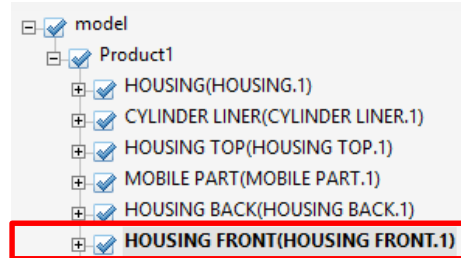 model
Product1
HOUSING(HOUSING.1)
CYLINDER LINER(CYLINDER LINER.1)
HOUSING TOP(HOUSING TOP.1)
MOBILE PART(MOBILE PART.1)
HOUSING BACK(HOUSING BACK.1)
HOUSING FRONT(HOUSING FRONT.1)